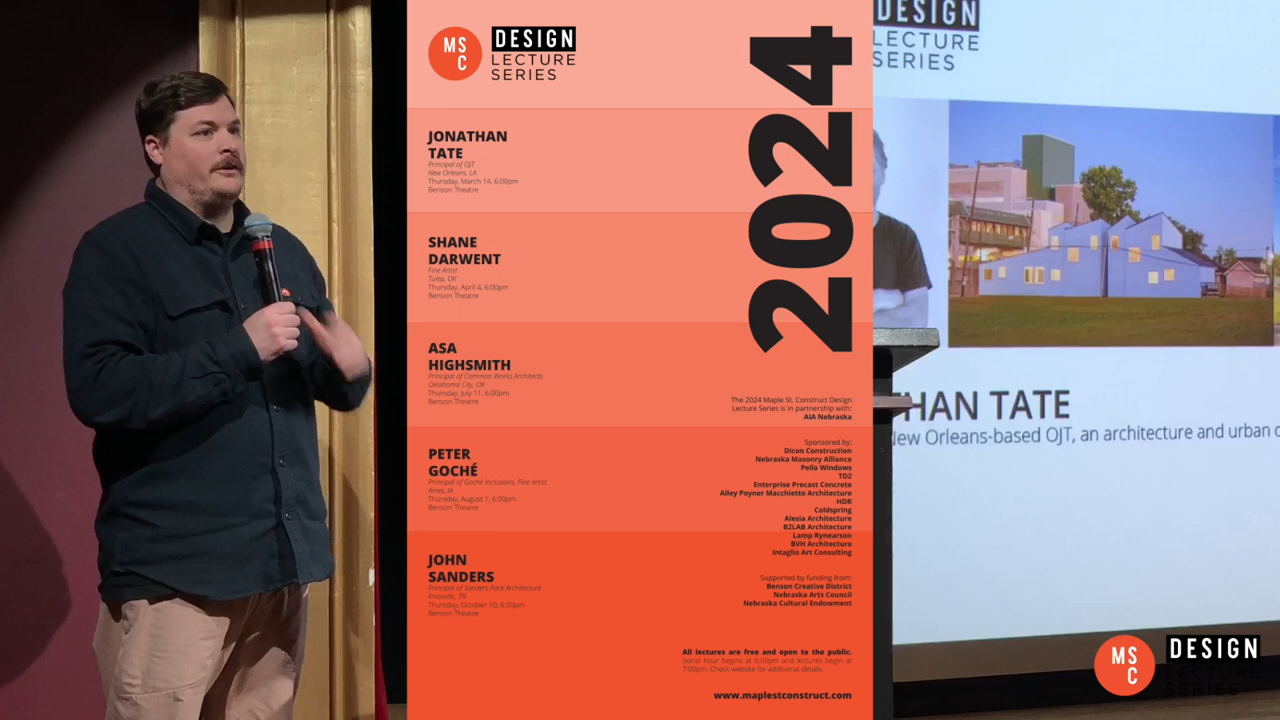 MS
C
DESIGN
LECTURE
SERIES
2024
JONATHAN
TATE
Principal of OJT
New Orleans, LA
Thursday, March 14, 6:00pm
Benson Theatre
SHANE
DARWENT
Fine Artist
Tulsa, OK
Thursday, April 4, 6:00pm
Benson Theatre
ASA
HIGHSMITH
Principal of Common Works Architects
Oklahoma City, OK
Thursday, July 11, 6:00pm
Benson Theatre
PETER
GOCHÉ
Principal of Goché Inclusions, Fine Artist
Ames, IA
Thursday, August 1, 6:00pm
Benson Theatre
JOHN
SANDERS
Principal of Sanders Pace Architecture
Knoxville, TN
Thursday, October 10, 6:00pm
Benson Theatre
The 2024 Maple St. Construct Design
Lecture Series is in partnership with:
AIA Nebraska
Sponsored by:
Dicon Construction
Nebraska Masonry Alliance
Pella Windows
TD2
Enterprise Precast Concrete
Alley Poyner Macchietto Architecture
HDR
Coldspring
Alesia Architecture
B2LAB Architecture
Lamp Rynearson
BVH Architecture
Intaglio Art Consulting
Supported by funding from:
Benson Creative District
Nebraska Arts Council
Nebraska Cultural Endowment
All lectures are free and open to the public.
Social hour begins at 6:00pm and lectures begin at
7:00pm. Check website for additional details.
www.maplestconstruct.com
DESIGN
LECTURE
SERIES
HAN TATE
New Orleans-based OJT, an architecture and urban
MS
C
DESIGN
LECTURE
SERIES